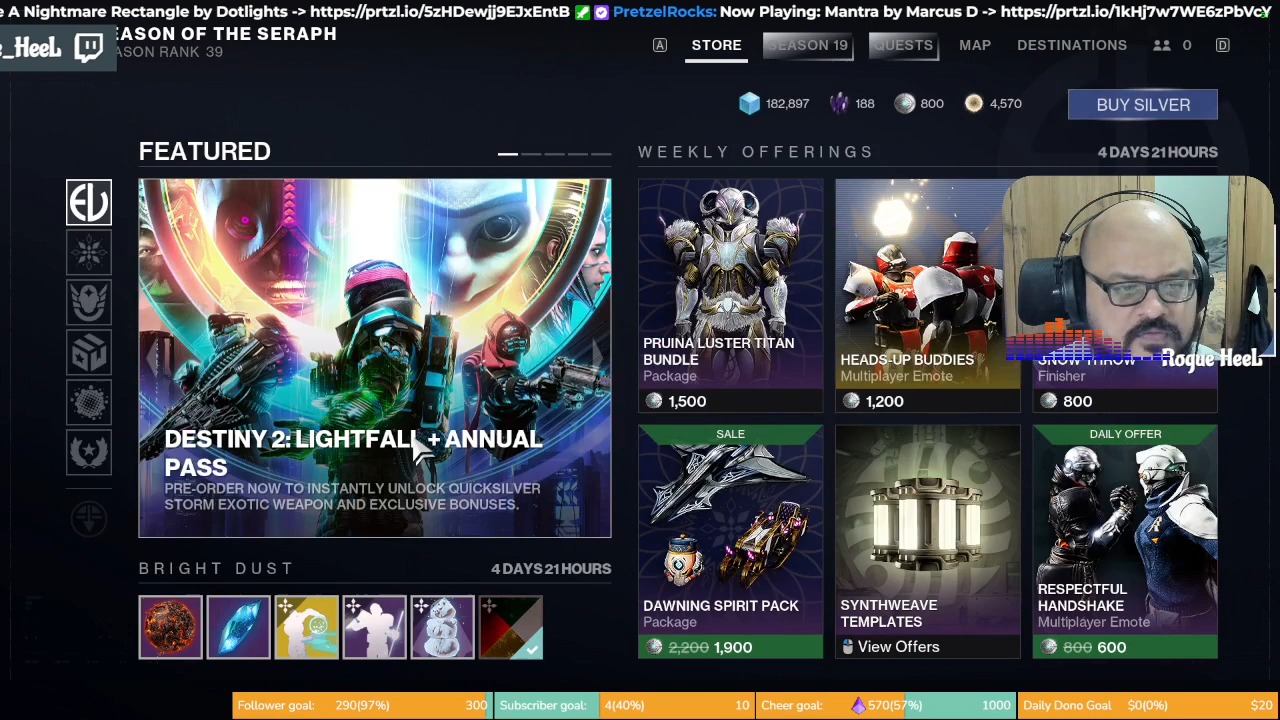 e A Nightmare Rectangle by Dotlights -> https://prtzl.io/5zHDewjj9EJxEntB PretzelRocks: Now Playing: Mantra by Marcus D -> https://prtzl.io/1kHj7w7WE6zPbVcY
EASON OF THE SERAPH
ASON RANK 39
e_Heel
A STORE SEASON 19 QUESTS MAP DESTINATIONS 0 D
182,897 188 800 4,570 BUY SILVER
FEATURED
WEEKLY OFFERINGS 4 DAYS 21 HOURS
DESTINY 2: LIGHTFALL + ANNUAL
PASS
PRE-ORDER NOW TO INSTANTLY UNLOCK QUICKSILVER
STORM EXOTIC WEAPON AND EXCLUSIVE BONUSES.
PRUINA LUSTER TITAN
BUNDLE
Package
1,500
HEADS-UP BUDDIES
Multiplayer Emote
1,200
SNOW THROW
Finisher
800
Rogue Heel
SALE
DAWNING SPIRIT PACK
Package
2,200 1,900
SYNTHWEAVE
TEMPLATES
View Offers
DAILY OFFER
RESPECTFUL
HANDSHAKE
Multiplayer Emote
800 600
BRIGHT DUST 4 DAYS 21 HOURS
Follower goal: 290(97%) 300 Subscriber goal: 4(40%) 10 Cheer goal: 570(57%) 1000 Daily Dono Goal $0(0%) $20